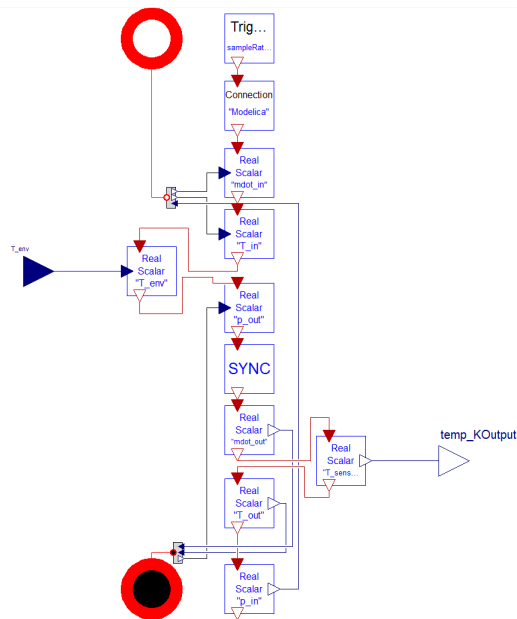 Trig...
sampleRat...
Connection
"Modelica"
Real
Scalar
"mdot_in"
Real
Scalar
"T_in"
T_env
Real
Scalar
"T_env"
Real
Scalar
"p_out"
SYNC
Real
Scalar
"mdot_out"
temp_KOutput
Real
Scalar
"T_sens...
Real
Scalar
"T_out"
Real
Scalar
"p_in"